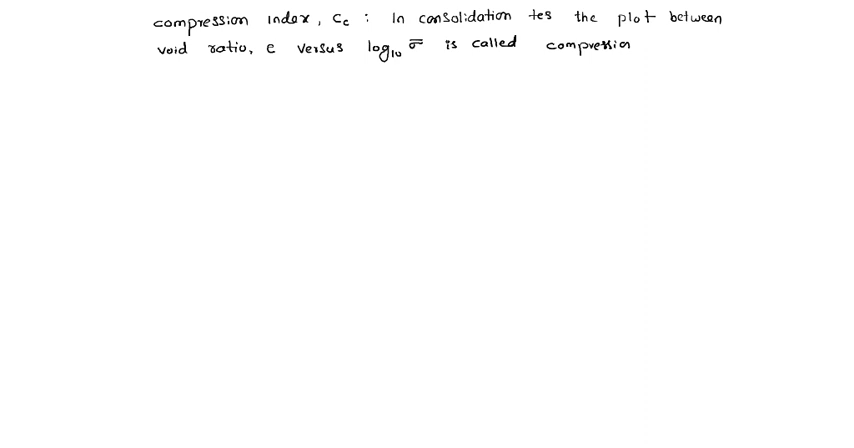 compression index, Cc : In consolidation tes the plot between
void ratio, e versus log₁₀ σ̅ is called compression